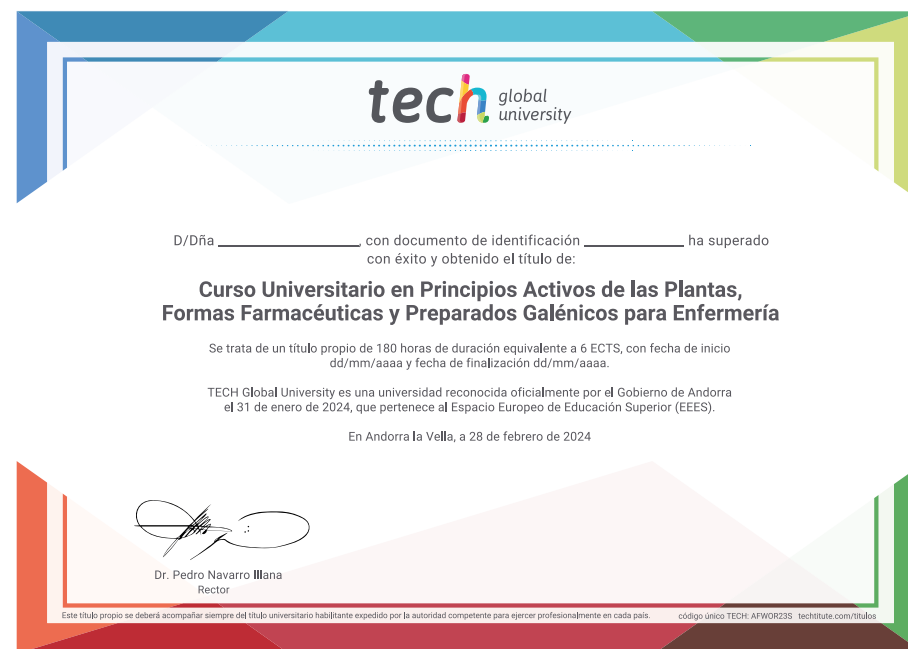 tech global
university
D/Dña ____________________, con documento de identificación ______________ ha superado
con éxito y obtenido el título de:
Curso Universitario en Principios Activos de las Plantas,
Formas Farmacéuticas y Preparados Galénicos para Enfermería
Se trata de un título propio de 180 horas de duración equivalente a 6 ECTS, con fecha de inicio
dd/mm/aaaa y fecha de finalización dd/mm/aaaa.
TECH Global University es una universidad reconocida oficialmente por el Gobierno de Andorra
el 31 de enero de 2024, que pertenece al Espacio Europeo de Educación Superior (EEES).
En Andorra la Vella, a 28 de febrero de 2024
Dr. Pedro Navarro Illana
Rector
Este título propio se deberá acompañar siempre del título universitario habilitante expedido por la autoridad competente para ejercer profesionalmente en cada país. código único TECH: AFWOR23S techtitute.com/titulos